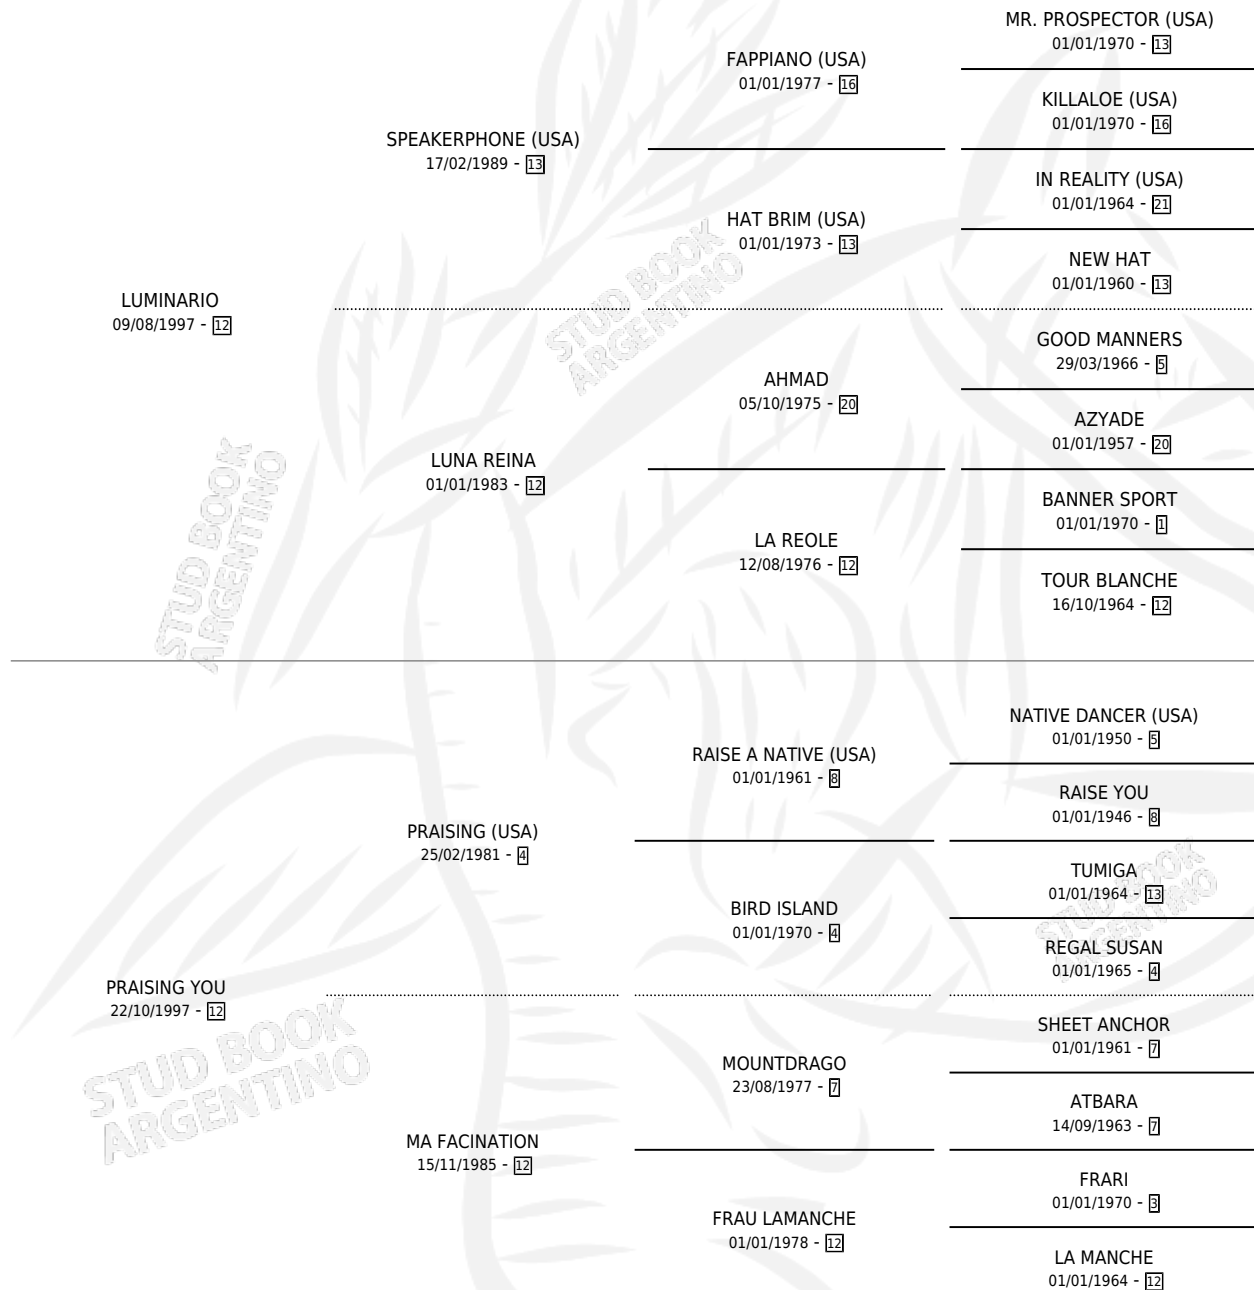 MR. PROSPECTOR (USA)
01/01/1970 - 13
FAPPIANO (USA)
01/01/1977 - 16
KILLALOE (USA)
01/01/1970 - 16
SPEAKERPHONE (USA)
17/02/1989 - 13
IN REALITY (USA)
01/01/1964 - 21
HAT BRIM (USA)
01/01/1973 - 13
NEW HAT
01/01/1960 - 13
LUMINARIO
09/08/1997 - 12
GOOD MANNERS
29/03/1966 - 5
AHMAD
05/10/1975 - 20
AZYADE
01/01/1957 - 20
LUNA REINA
01/01/1983 - 12
BANNER SPORT
01/01/1970 - 1
LA REOLE
12/08/1976 - 12
TOUR BLANCHE
16/10/1964 - 12
NATIVE DANCER (USA)
01/01/1950 - 5
RAISE A NATIVE (USA)
01/01/1961 - 8
RAISE YOU
01/01/1946 - 8
PRAISING (USA)
25/02/1981 - 4
TUMIGA
01/01/1964 - 13
BIRD ISLAND
01/01/1970 - 4
REGAL SUSAN
01/01/1965 - 4
PRAISING YOU
22/10/1997 - 12
SHEET ANCHOR
01/01/1961 - 7
MOUNTDRAGO
23/08/1977 - 7
ATBARA
14/09/1963 - 7
MA FACINATION
15/11/1985 - 12
FRARI
01/01/1970 - 3
FRAU LAMANCHE
01/01/1978 - 12
LA MANCHE
01/01/1964 - 12
STUD BOOK
ARGENTINO
STUD BOOK
ARGENTINO
STUD BOOK
ARGENTINO
STUD BOOK
ARGENTINO